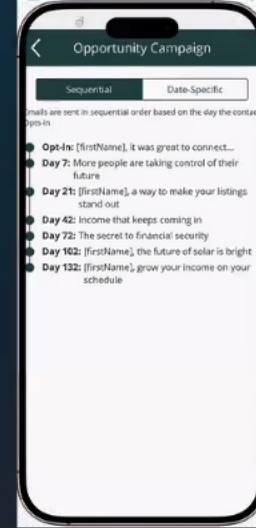 Opportunity Campaign
Sequential
Date-Specific
Emails are sent in sequential order based on the day the contac
Opts-In
Opt-In: [firstName], it was great to connect...
Day 7: More people are taking control of their
future
Day 21: [firstName], a way to make your listings
stand out
Day 42: Income that keeps coming in
Day 72: The secret to financial security
Day 102: [firstName], the future of solar is bright
Day 132: [firstName], grow your income on your
schedule